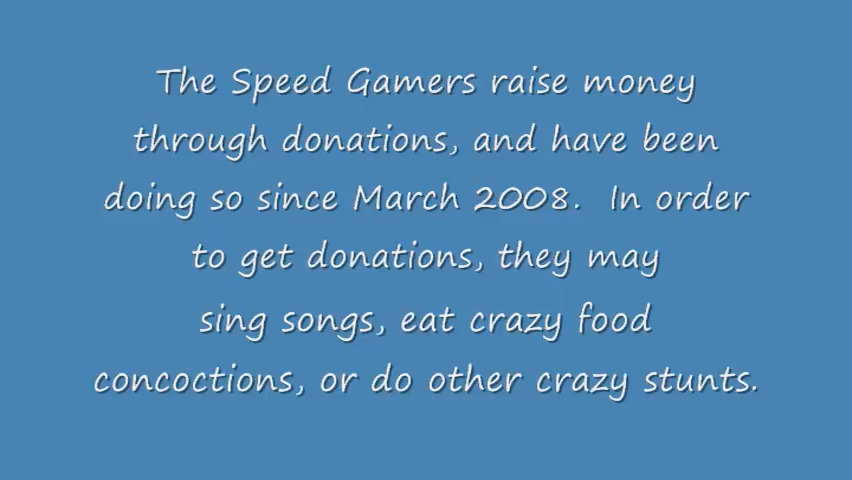 The Speed Gamers raise money
through donations, and have been
doing so since March 2008.  In order
to get donations, they may
sing songs, eat crazy food
concoctions, or do other crazy stunts.